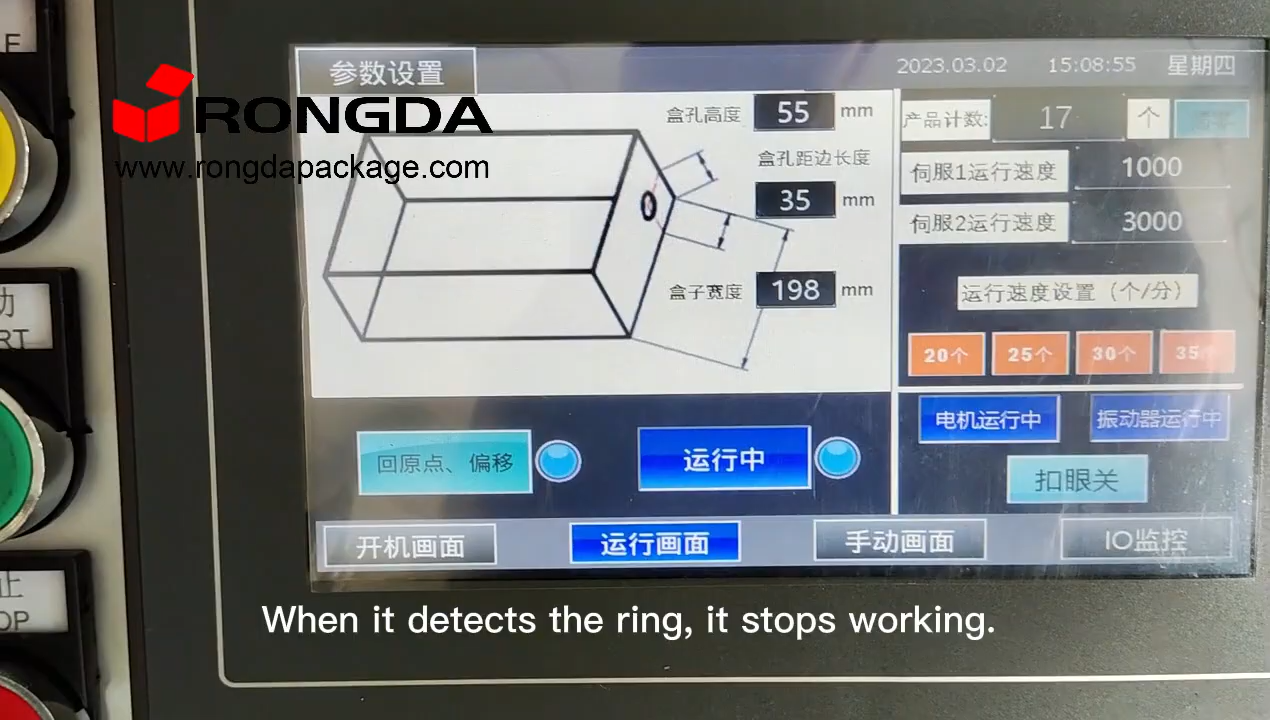 参数设置
2023.03.02 15:08:55 星期四
RONGDA
www.rongdapackage.com
盒孔高度 55 mm
盒孔距边长度
35 mm
盒子宽度 198 mm
产品计数: 17 个
伺服1运行速度 1000
伺服2运行速度 3000
运行速度设置（个/分）
20个 25个 30个 35个
电机运行中 振动器运行中
回原点、偏移 运行中
扣眼关
开机画面 运行画面 手动画面 IO监控
When it detects the ring, it stops working.